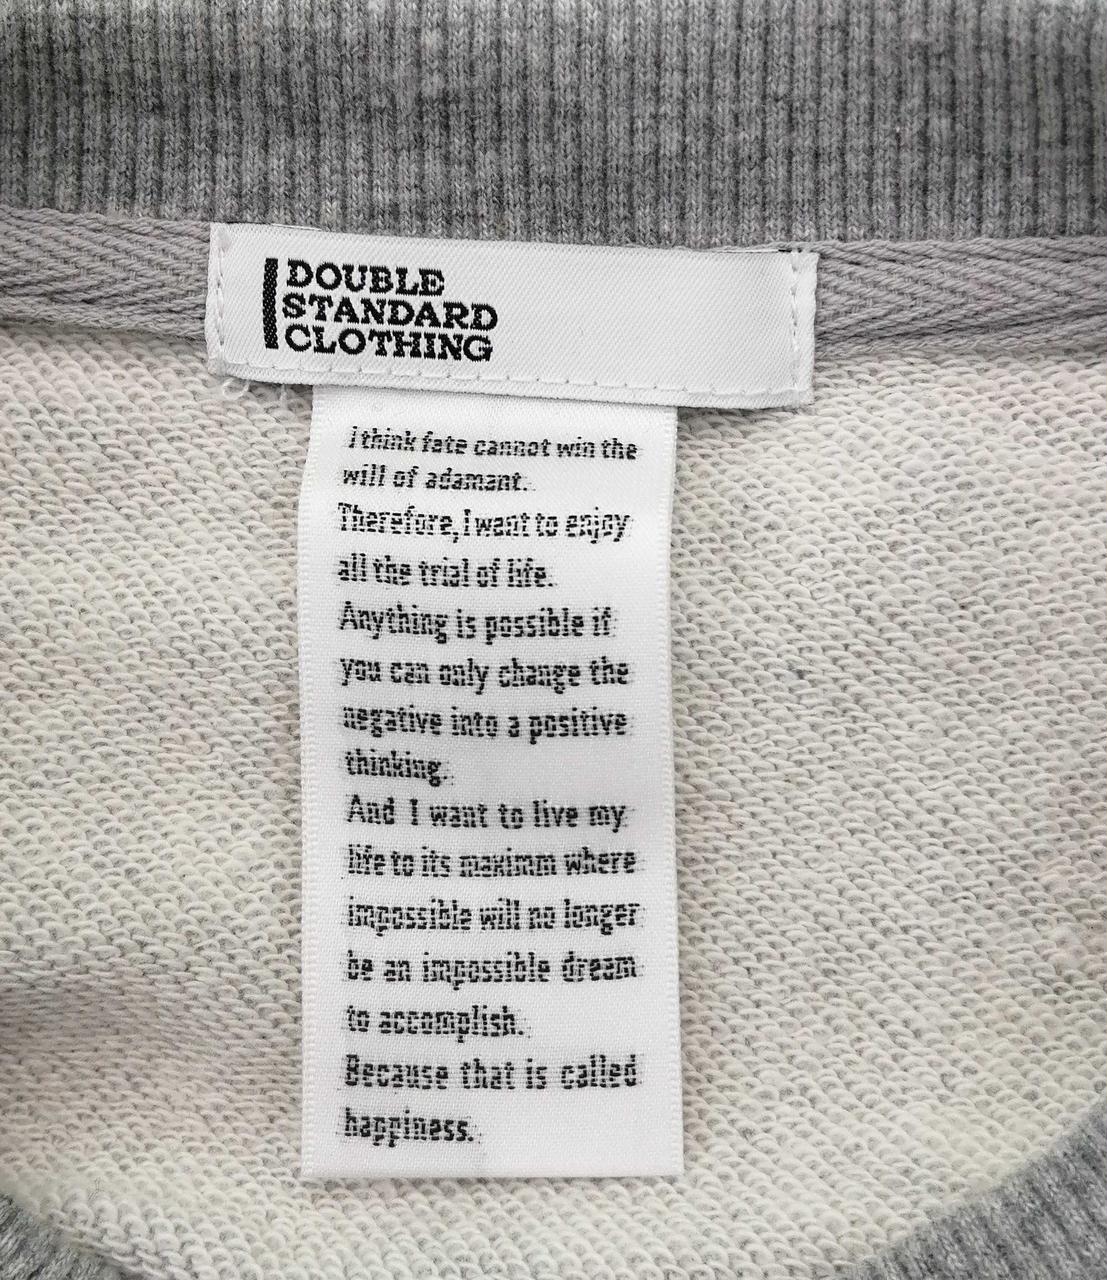 DOUBLE
STANDARD
CLOTHING
I think fate cannot win the
will of adamant.
Therefore,I want to enjoy
all the trial of life.
Anything is possible if
you can only change the
negative into a positive
thinking.
And I want to live my
life to its maximm where
impossible will no longer
be an impossible dream
to accomplish.
Because that is called
happiness.